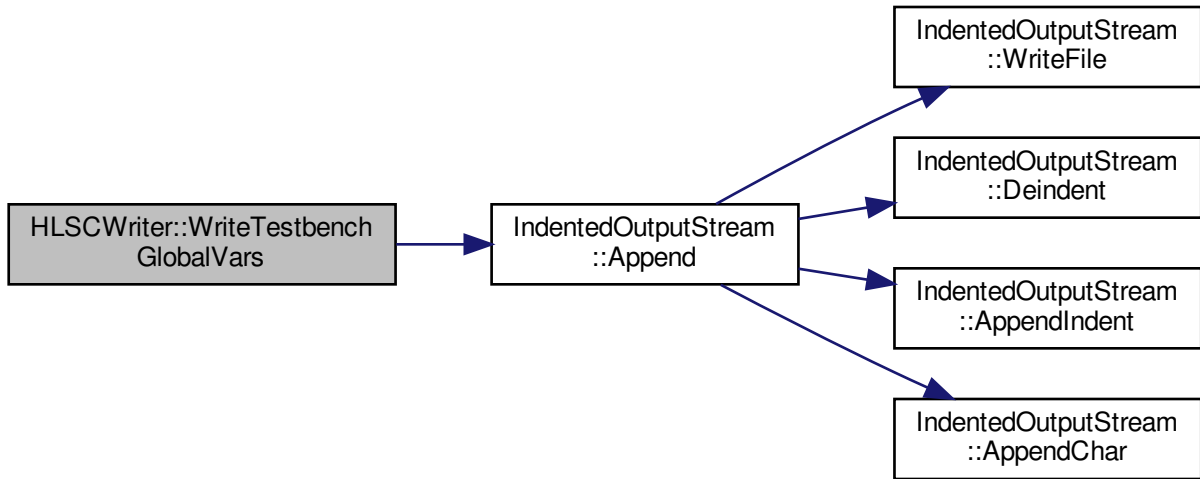 HLSCWriter::WriteTestbench
GlobalVars
IndentedOutputStream
::Append
IndentedOutputStream
::WriteFile
IndentedOutputStream
::Deindent
IndentedOutputStream
::AppendIndent
IndentedOutputStream
::AppendChar